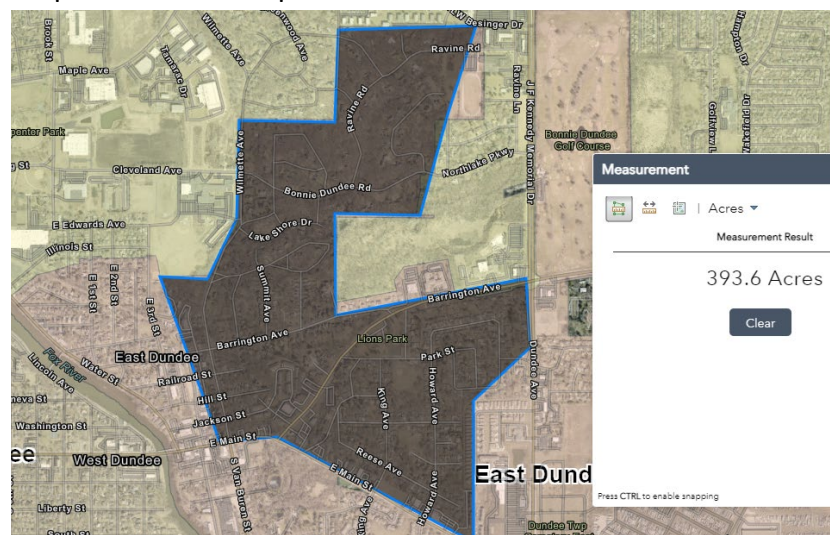 W Besinger Dr
Brook St
Wilmette Ave
Hampton Dr
Ravine Rd
Maple Ave
Tamarac Dr
Ravine Rd
Ravine Ln
J F Kennedy Memorial Dr
Bonnie Dundee
Golf Course
Wilmette Ave
Cleveland Ave
Northlake Pkwy
Bonnie Dundee Rd
Measurement
Acres
Measurement Result
393.6 Acres
Clear
Press CTRL to enable snapping
E Edwards Ave
Lake Shore Dr
Illinois St
E 1st St
E 2nd St
E 3rd St
Summit Ave
Barrington Ave
Barrington Ave
Lions Park
East Dundee
Fox River
Lincoln Ave
Water St
Railroad St
Park St
Dundee Ave
Hill St
King Ave
Howard Ave
Jackson St
Washington St
E Main St
ee
West Dundee
Reese Ave
S Van Buren St
E Main St
East Dund
Howard Ave
Liberty St
Dundee Twp
South St